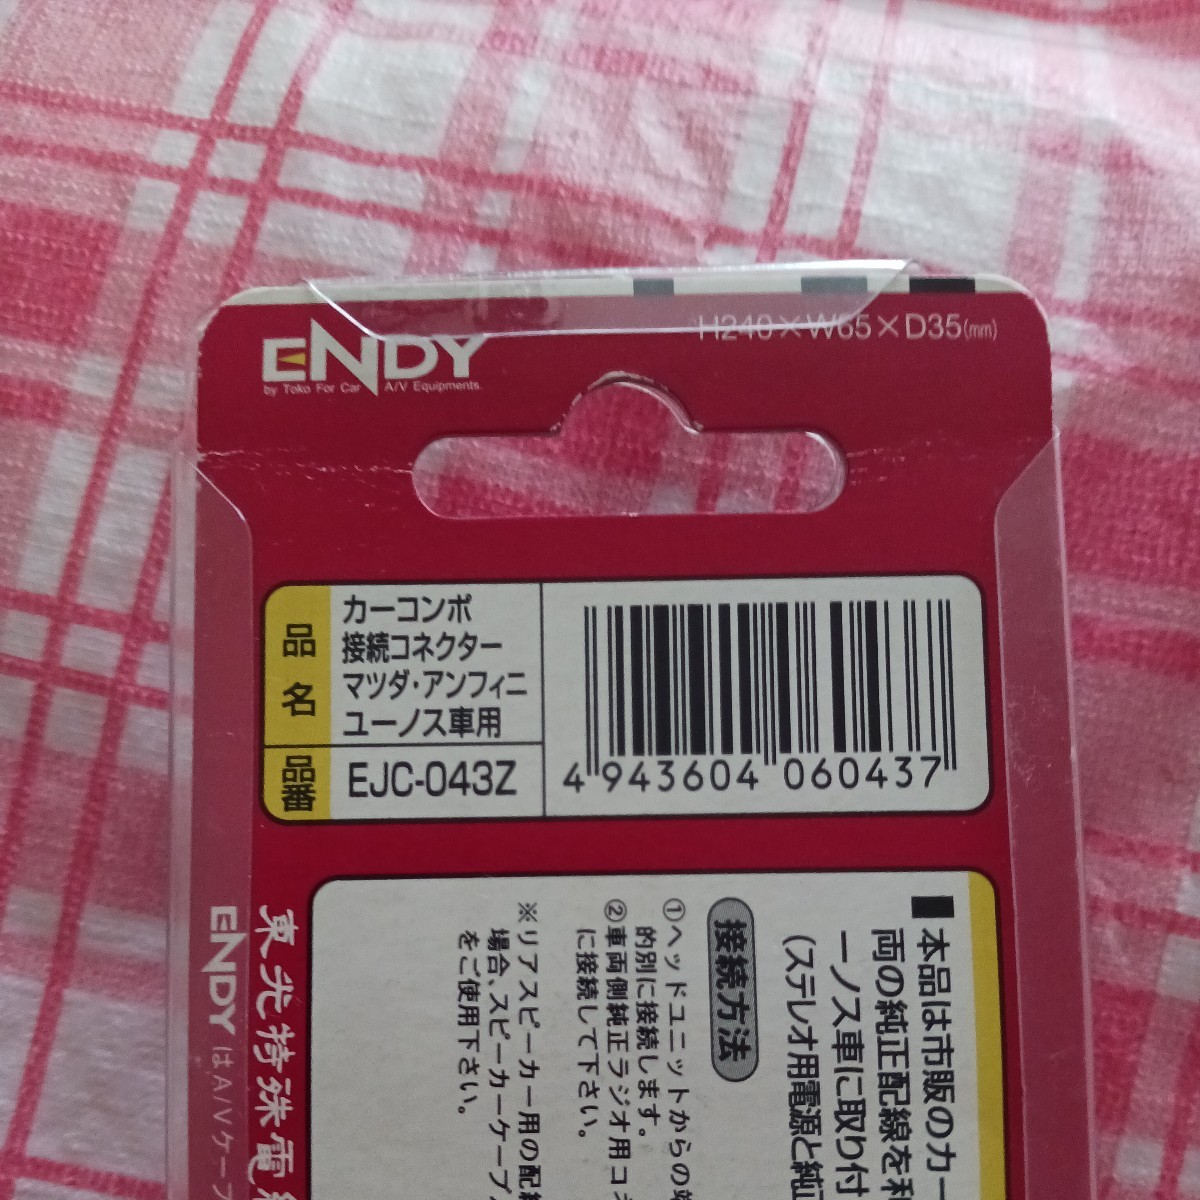 ENDY
by Toko For Car A/V Equipments.
H240×W65×D35(mm)
品名
カーコンポ
接続コネクター
マツダ・アンフィニ
ユーノス車用
品番
EJC-043Z
4 943604 060437
■本品は市販のカー
両の純正配線を利
ーノス車に取り付
(ステレオ用電源と純正
接続方法
①ヘッドユニットからの
的別に接続します。
②車両側純正ラジオ用コネ
に接続して下さい。
※リアスピーカー用の配線
場合、スピーカーケーブル
をご使用下さい。
東光特殊電
ENDYはA/Vケーブ